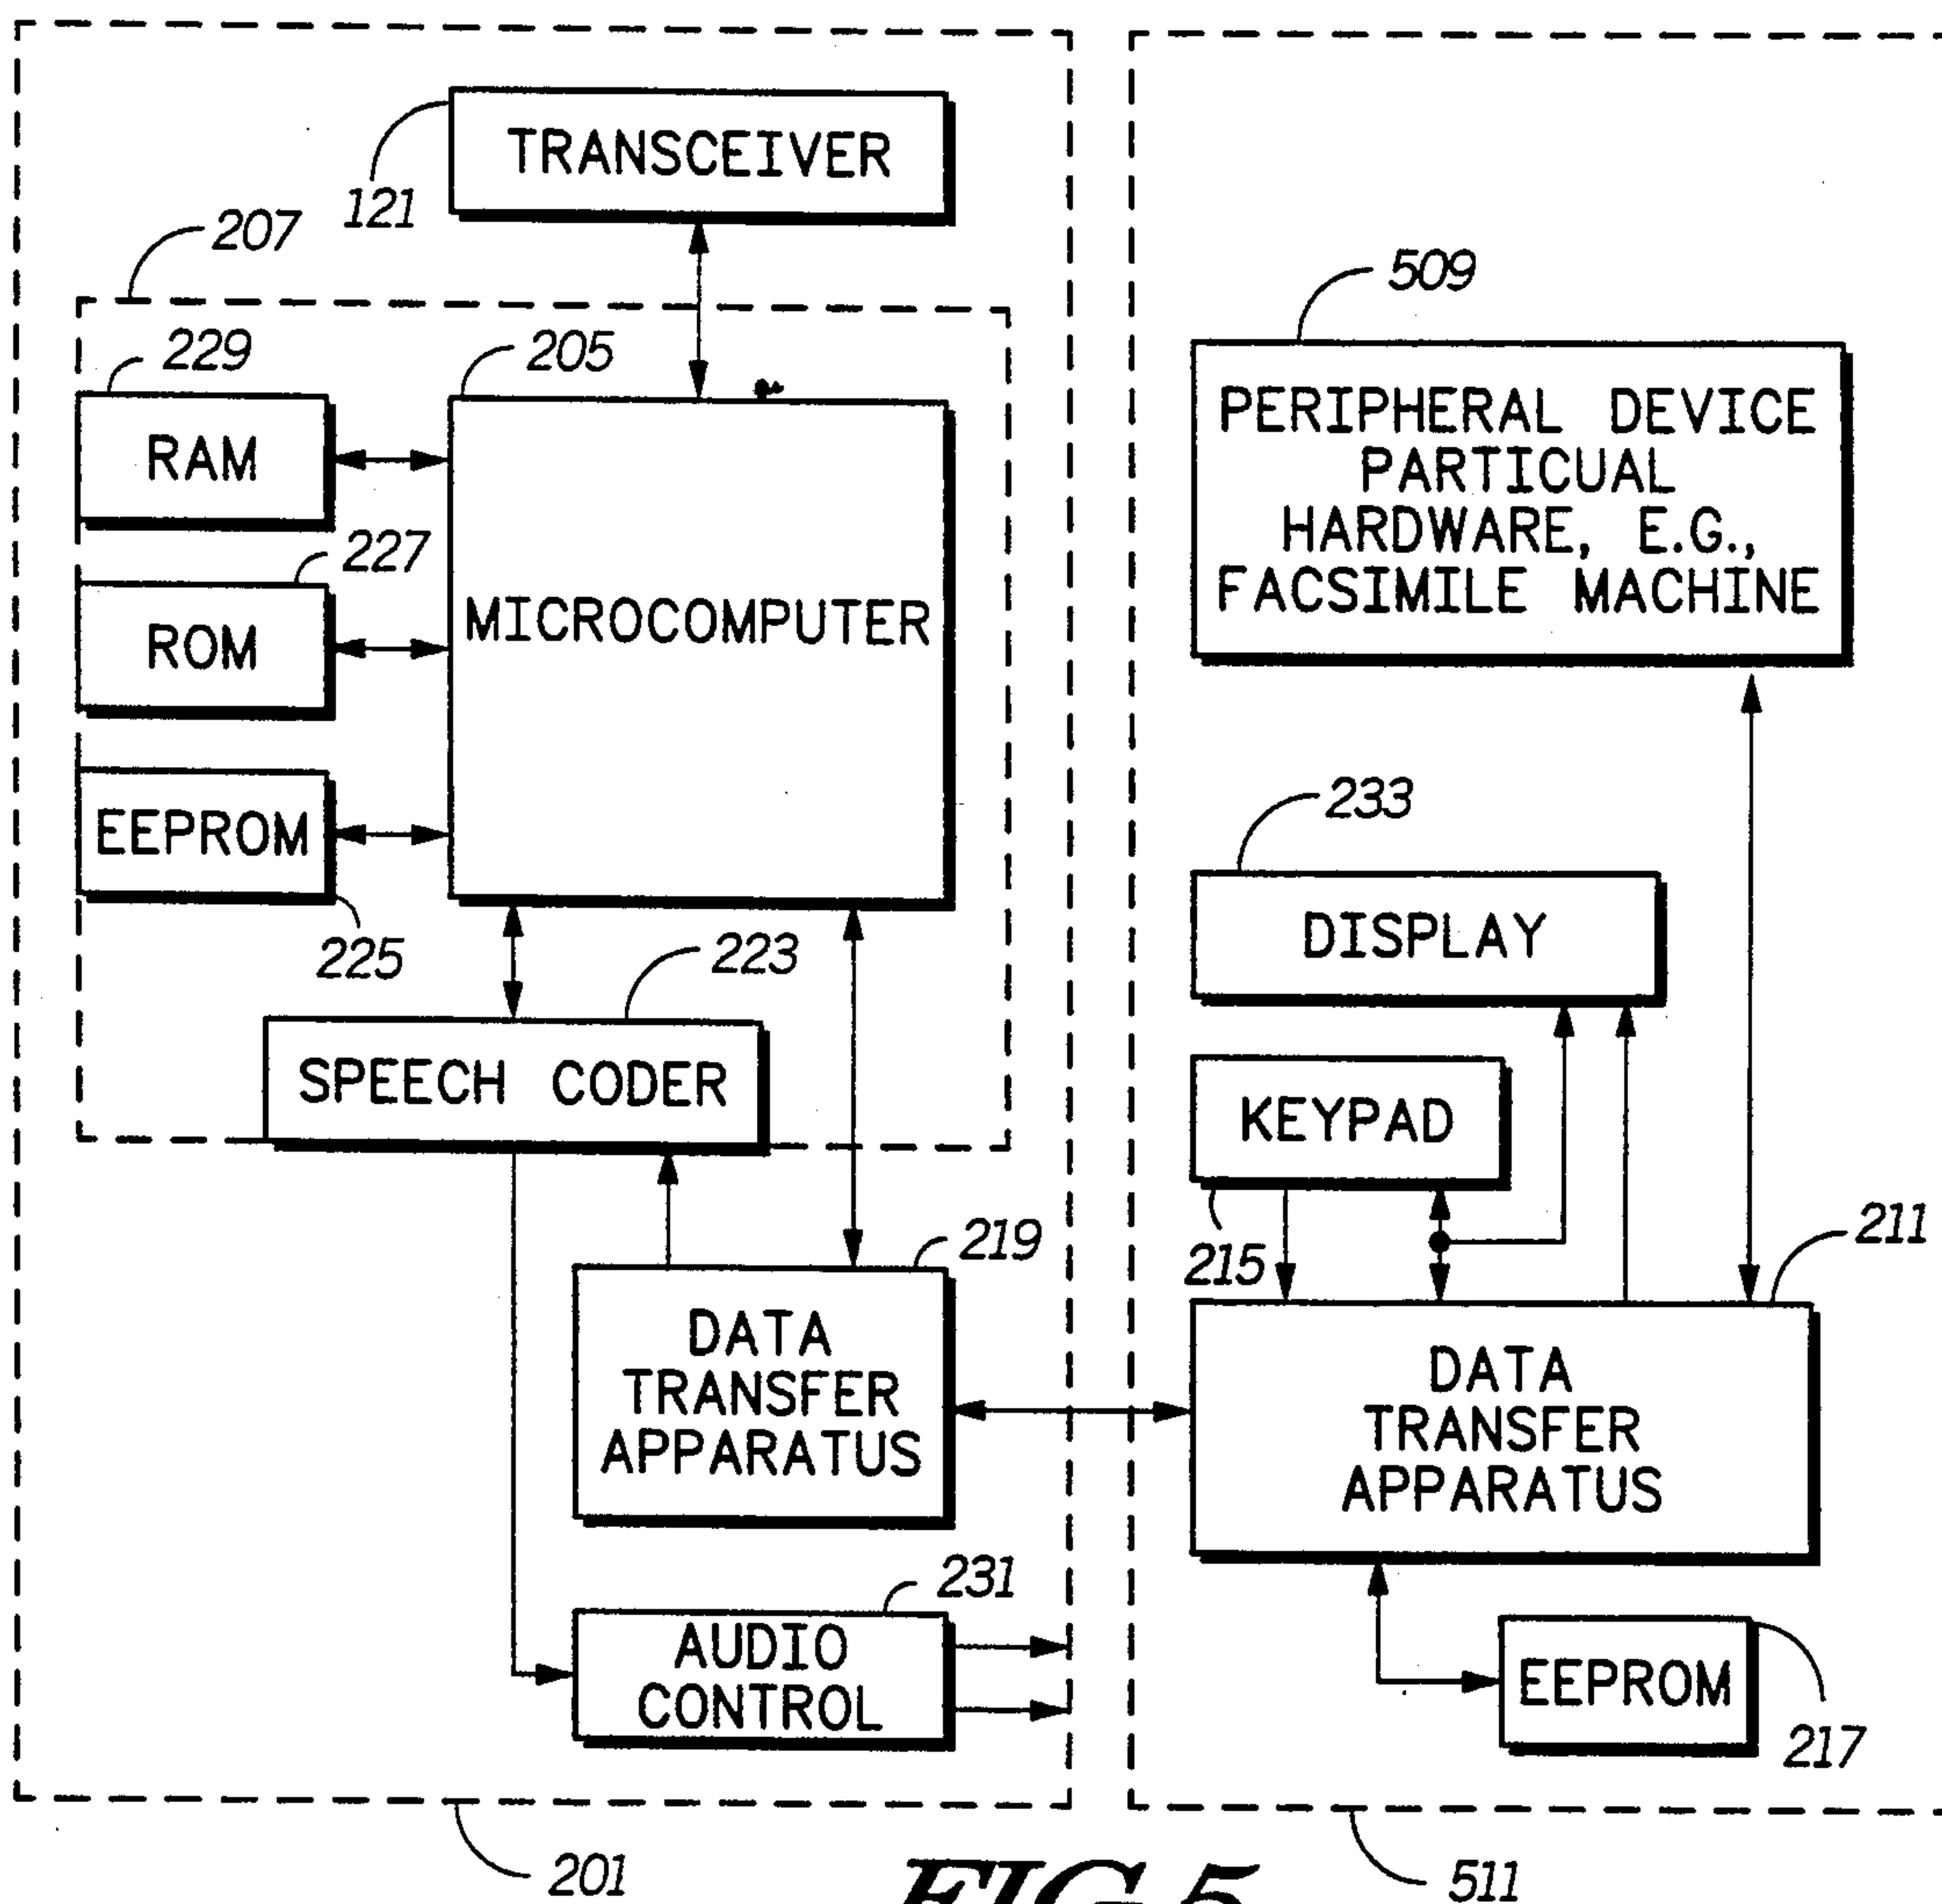 TRANSCEIVER
121
207
229
205
RAM
227
ROM
MICROCOMPUTER
EEPROM
225
223
SPEECH CODER
219
DATA
TRANSFER
APPARATUS
231
AUDIO
CONTROL
201
509
PERIPHERAL DEVICE
PARTICUAL
HARDWARE, E.G.,
FACSIMILE MACHINE
233
DISPLAY
KEYPAD
215
211
DATA
TRANSFER
APPARATUS
EEPROM
217
511
FIG.5